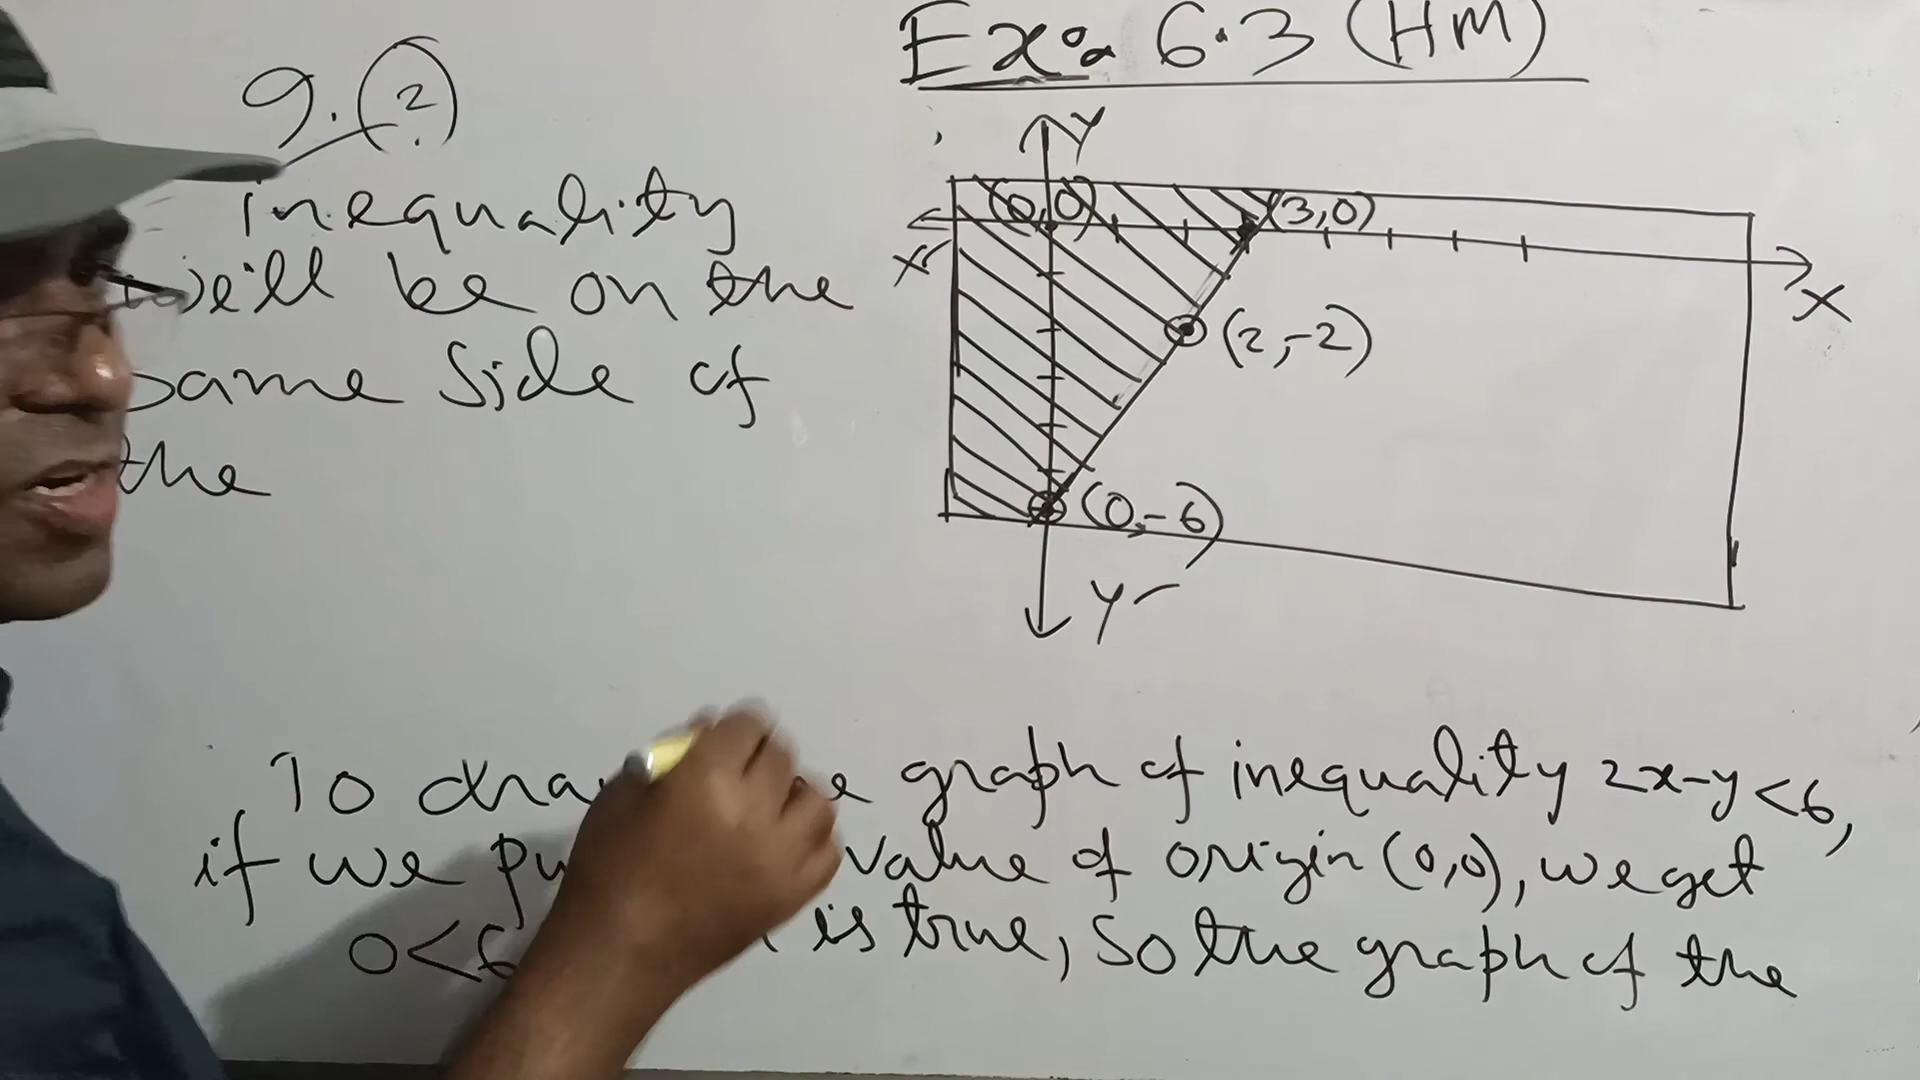 Ex: 6.3 (HM)
9. (2)
inequality
will be on the
same side of
the
Y
(0,0)
(3,0)
X'
X
(2,-2)
(0,-6)
Y'
To graph of inequality 2x-y<6,
if we value of origin (0,0), we get
0<6 is true, so the graph of the